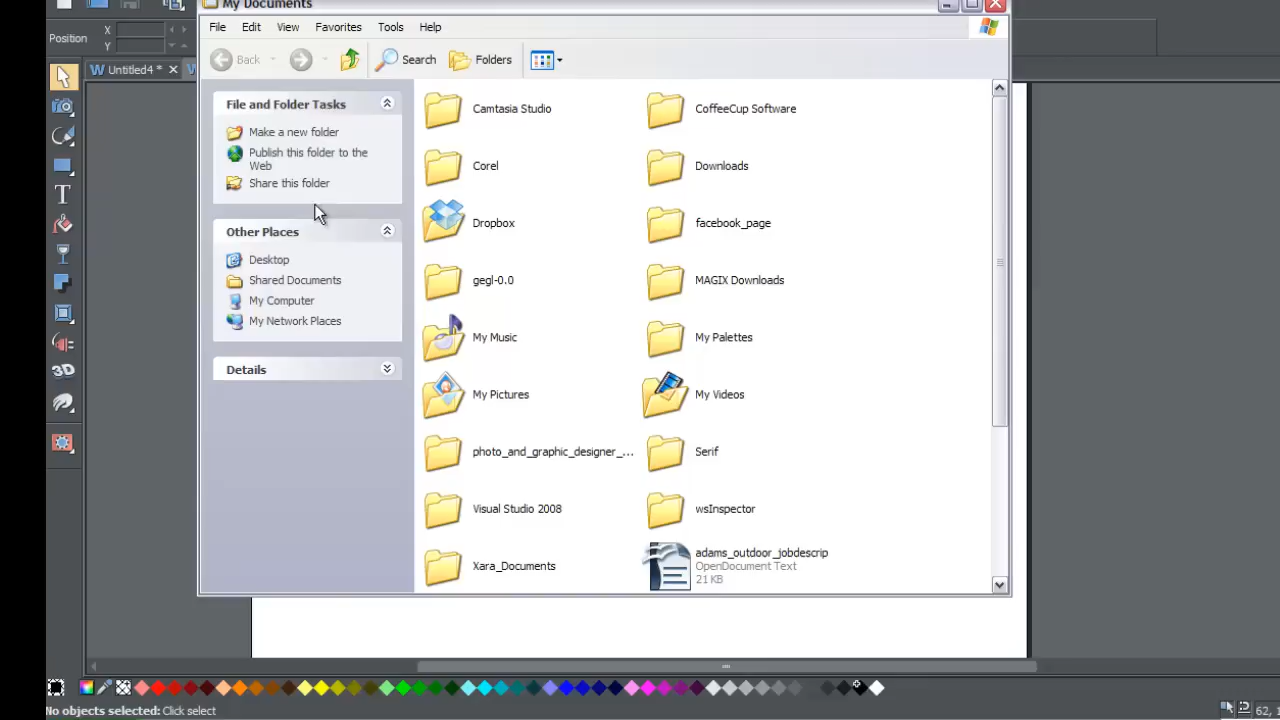 My Documents
File Edit View Favorites Tools Help
Position X
Y
Back Search Folders
W Untitled4 *
File and Folder Tasks
Make a new folder
Publish this folder to the
Web
Share this folder
Other Places
Desktop
Shared Documents
My Computer
My Network Places
Details
Camtasia Studio CoffeeCup Software
Corel Downloads
Dropbox facebook_page
gegl-0.0 MAGIX Downloads
My Music My Palettes
My Pictures My Videos
photo_and_graphic_designer_... Serif
Visual Studio 2008 wsInspector
Xara_Documents adams_outdoor_jobdescrip
OpenDocument Text
21 KB
T
3D
No objects selected: Click select
62,